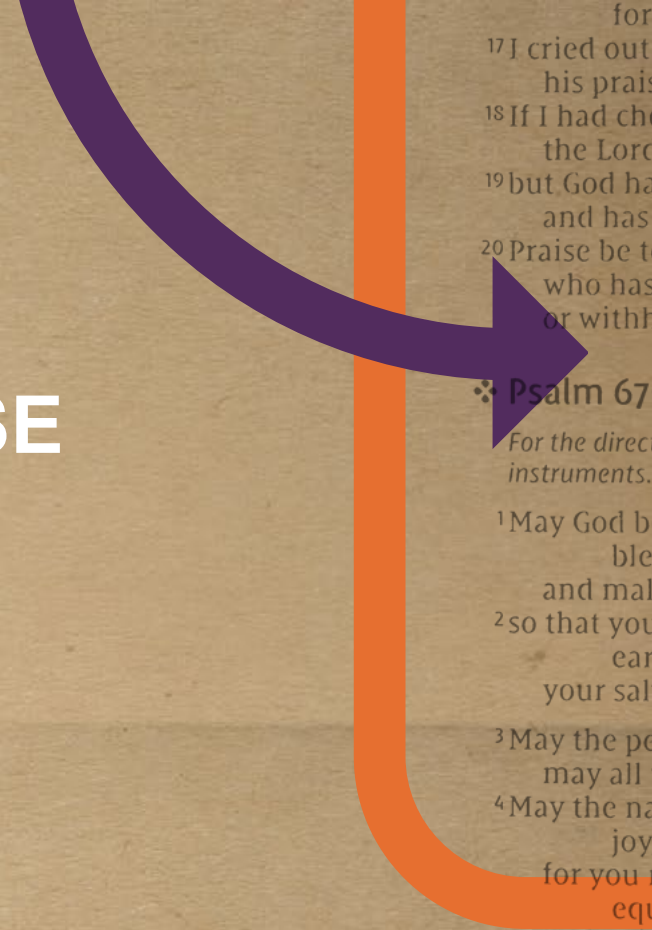 for
17 I cried out
his prais
18 If I had cho
the Lord
19 but God ha
and has
20 Praise be t
who has
or withh
SE
❖ Psalm 67
For the direct
instruments.
1 May God b
ble
and mak
2 so that you
ear
your sal
3 May the pe
may all
4 May the na
joy
for you r
equ